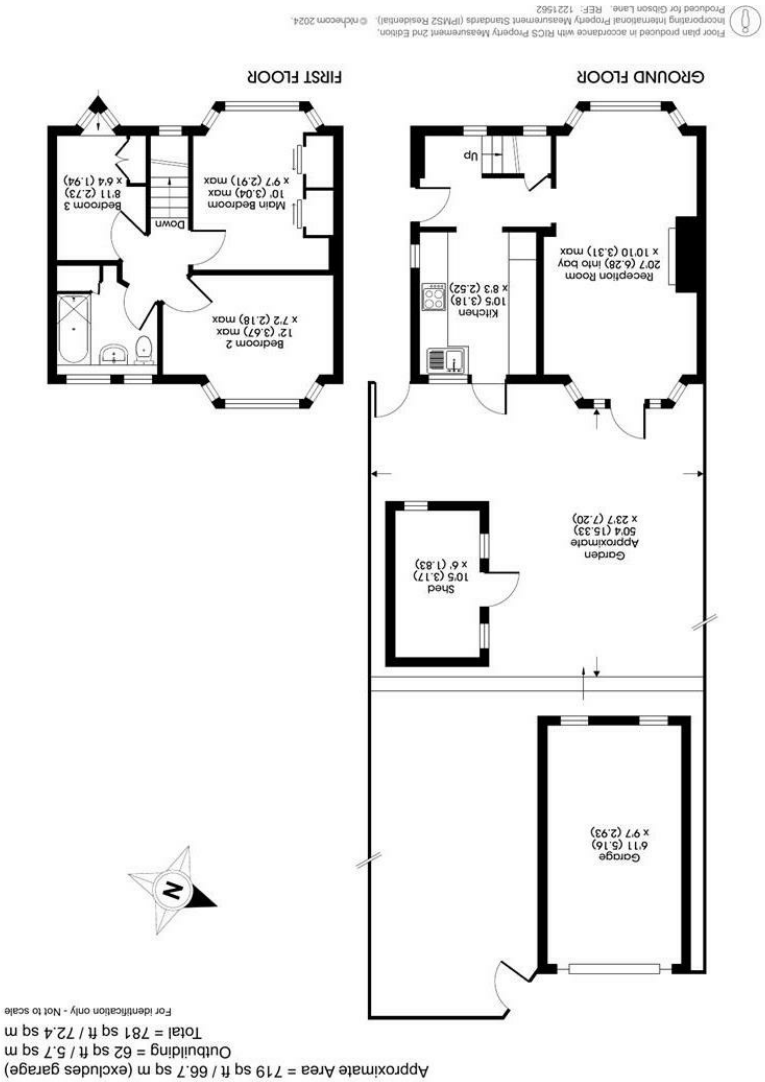 Approximate Area = 719 sq ft / 66.7 sq m (excludes garage)
Outbuilding = 62 sq ft / 5.7 sq m
Total = 781 sq ft / 72.4 sq m
For identification only - Not to scale
N
Garage
6'11 (5.16)
x 9'7 (2.93)
Shed
10'5 (3.17)
x 6' (1.83)
Garden
Approximate
50'4 (15.33)
x 23'7 (7.20)
Reception Room
20'7 (6.28) into bay
x 10'10 (3.31) max
Kitchen
10'5 (3.18)
x 8'3 (2.52)
Up
GROUND FLOOR
Bedroom 2
12' (3.67) max
x 7'2 (2.18) max
Main Bedroom
10' (3.04) max
x 9'7 (2.91) max
Down
Bedroom 3
8'11 (2.73)
x 6'4 (1.94)
FIRST FLOOR
Floor plan produced in accordance with RICS Property Measurement 2nd Edition,
Incorporating International Property Measurement Standards (IPMS2 Residential). © nichecom 2024.
Produced for Gibson Lane. REF: 1221562